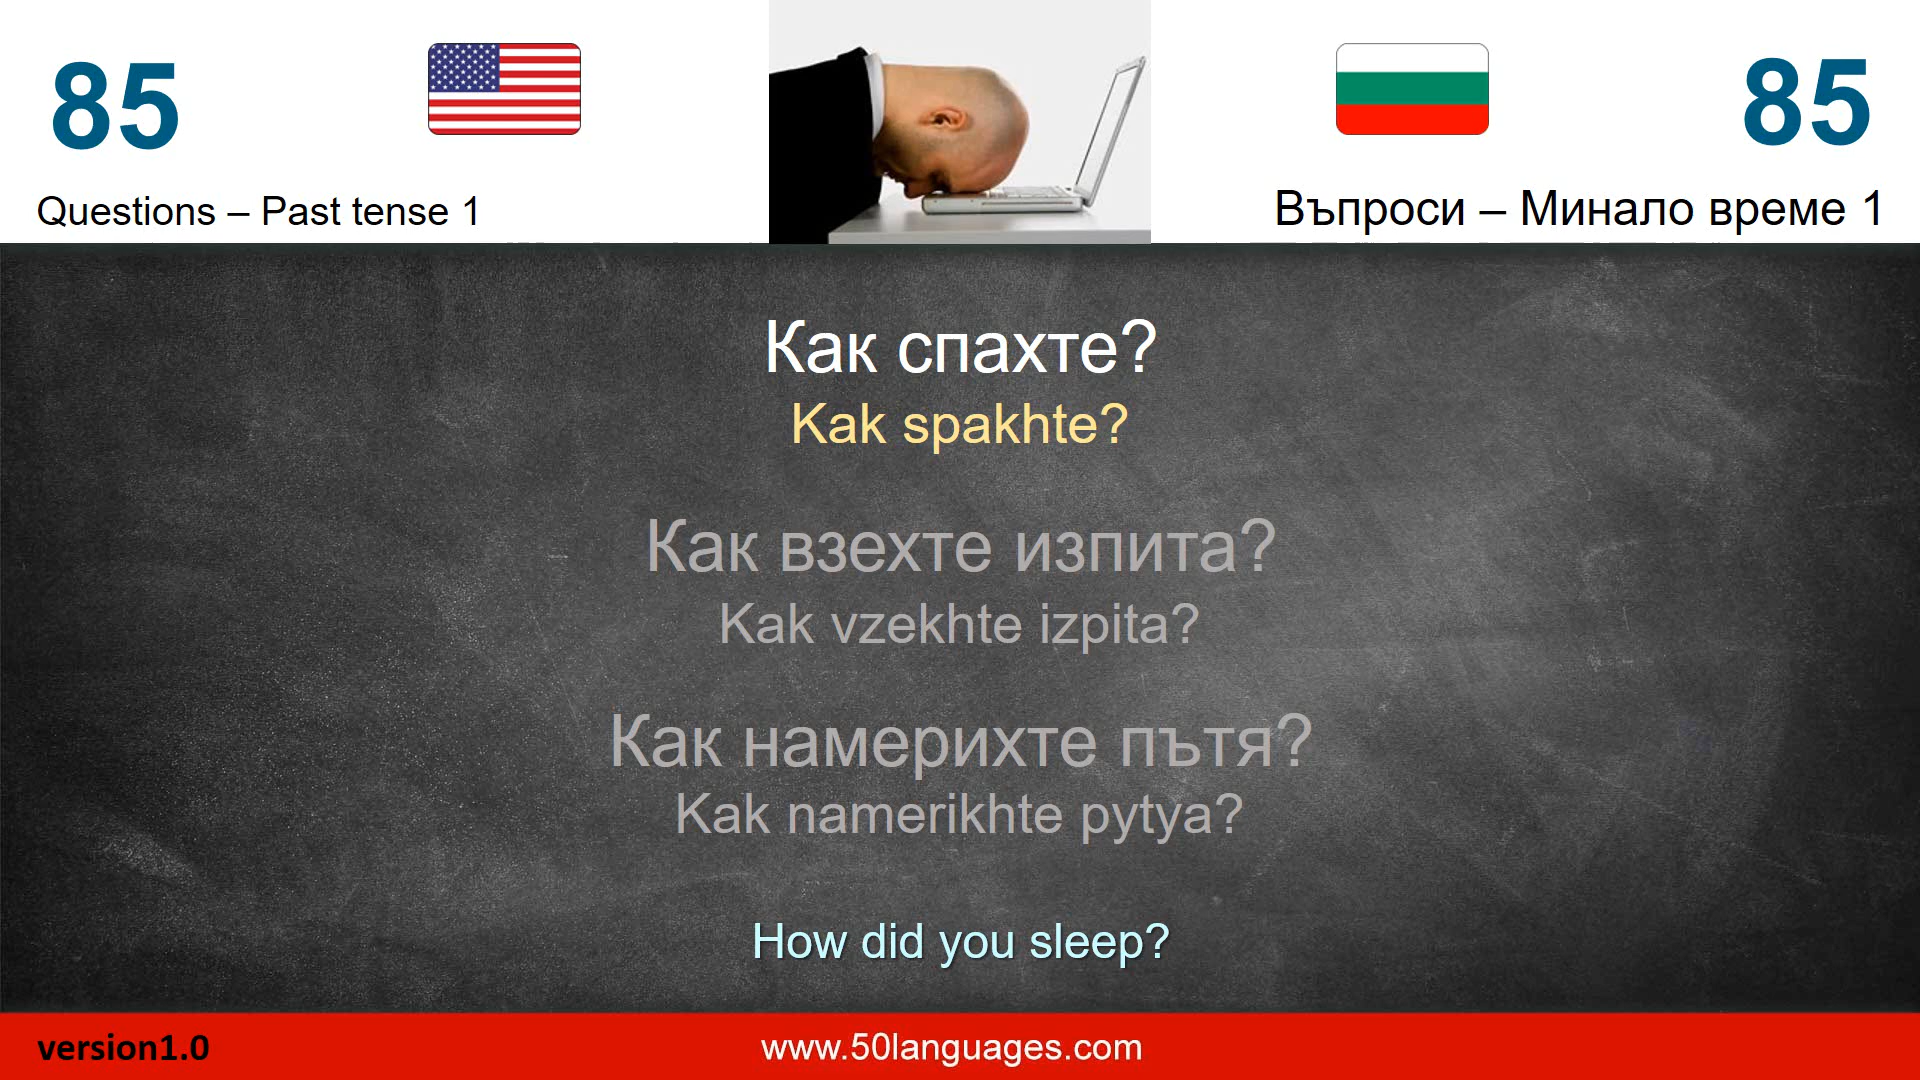 85
85
Questions – Past tense 1
Въпроси – Минало време 1
Как спахте?
Kak spakhte?
Как взехте изпита?
Kak vzekhte izpita?
Как намерихте пътя?
Kak namerikhte pytya?
How did you sleep?
version1.0
www.50languages.com